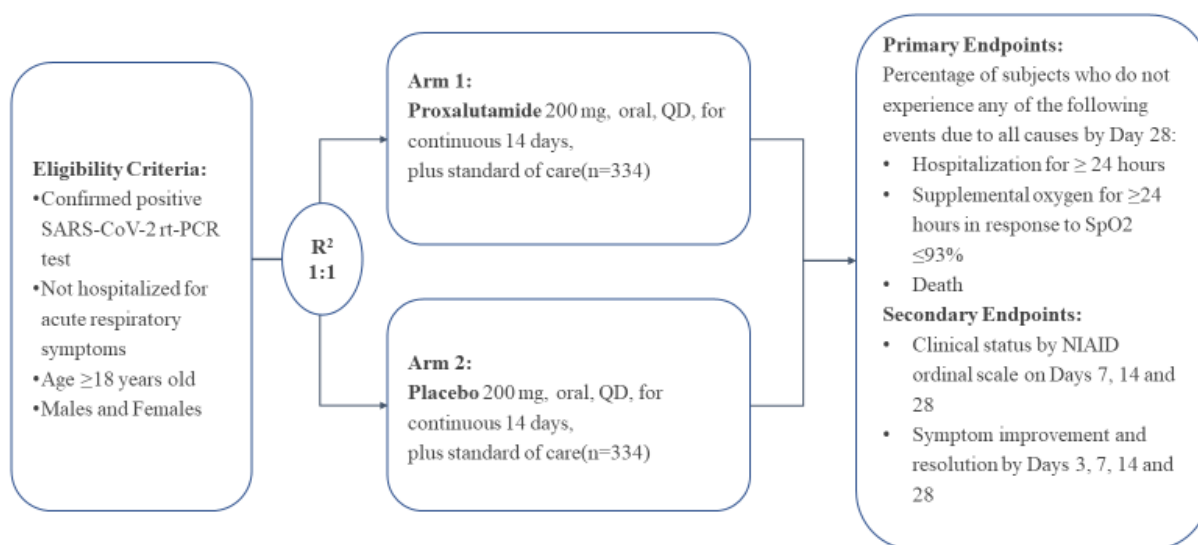 Eligibility Criteria:
•Confirmed positive
SARS-CoV-2 rt-PCR
test
•Not hospitalized for
acute respiratory
symptoms
•Age ≥18 years old
•Males and Females
R²
1:1
Arm 1:
Proxalutamide 200 mg, oral, QD, for
continuous 14 days,
plus standard of care(n=334)
Arm 2:
Placebo 200 mg, oral, QD, for
continuous 14 days,
plus standard of care(n=334)
Primary Endpoints:
Percentage of subjects who do not
experience any of the following
events due to all causes by Day 28:
• Hospitalization for ≥ 24 hours
• Supplemental oxygen for ≥24
hours in response to SpO2
≤93%
• Death
Secondary Endpoints:
• Clinical status by NIAID
ordinal scale on Days 7, 14 and
28
• Symptom improvement and
resolution by Days 3, 7, 14 and
28